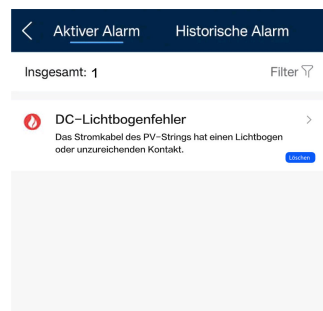 Aktiver Alarm Historische Alarm
Insgesamt: 1 Filter
DC-Lichtbogenfehler
Das Stromkabel des PV-Strings hat einen Lichtbogen
oder unzureichenden Kontakt.
Löschen